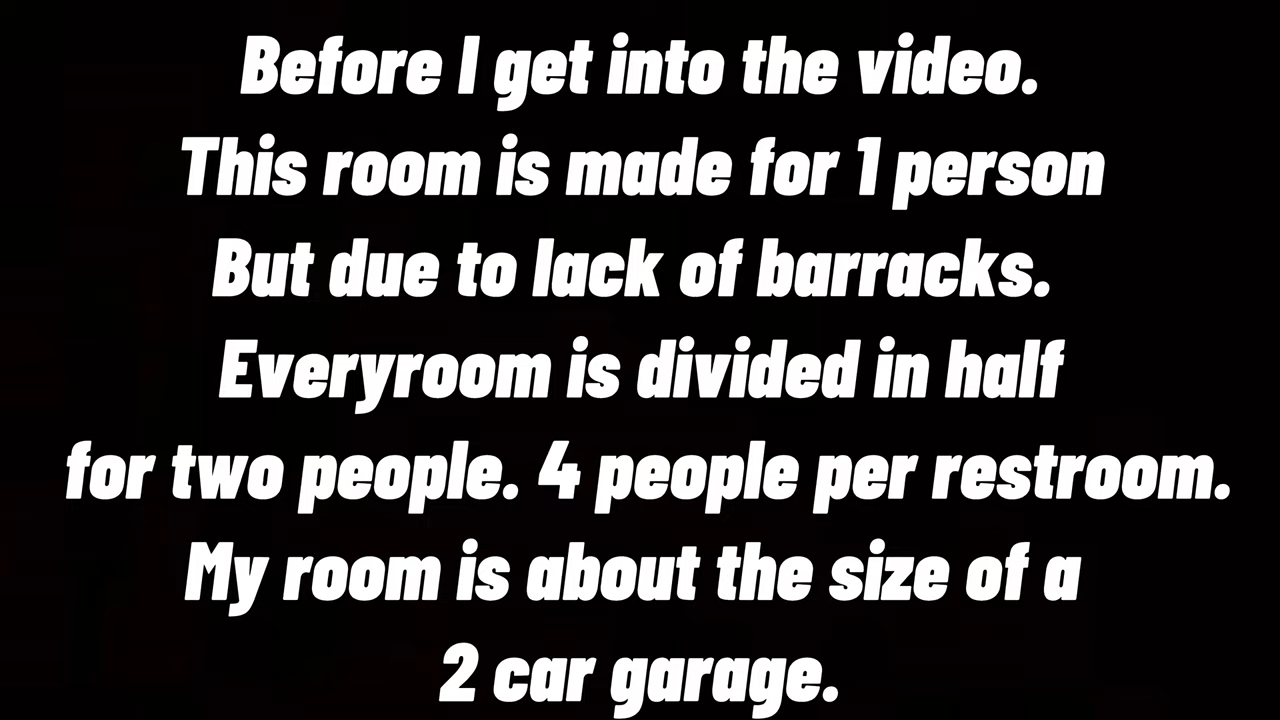 Before I get into the video.
This room is made for 1 person
But due to lack of barracks.
Everyroom is divided in half
for two people. 4 people per restroom.
My room is about the size of a
2 car garage.